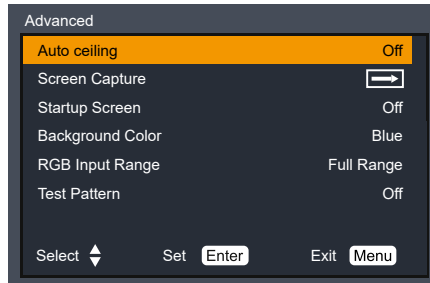 Advanced
Auto ceiling Off
Screen Capture
Startup Screen Off
Background Color Blue
RGB Input Range Full Range
Test Pattern Off
Select Set Enter Exit Menu